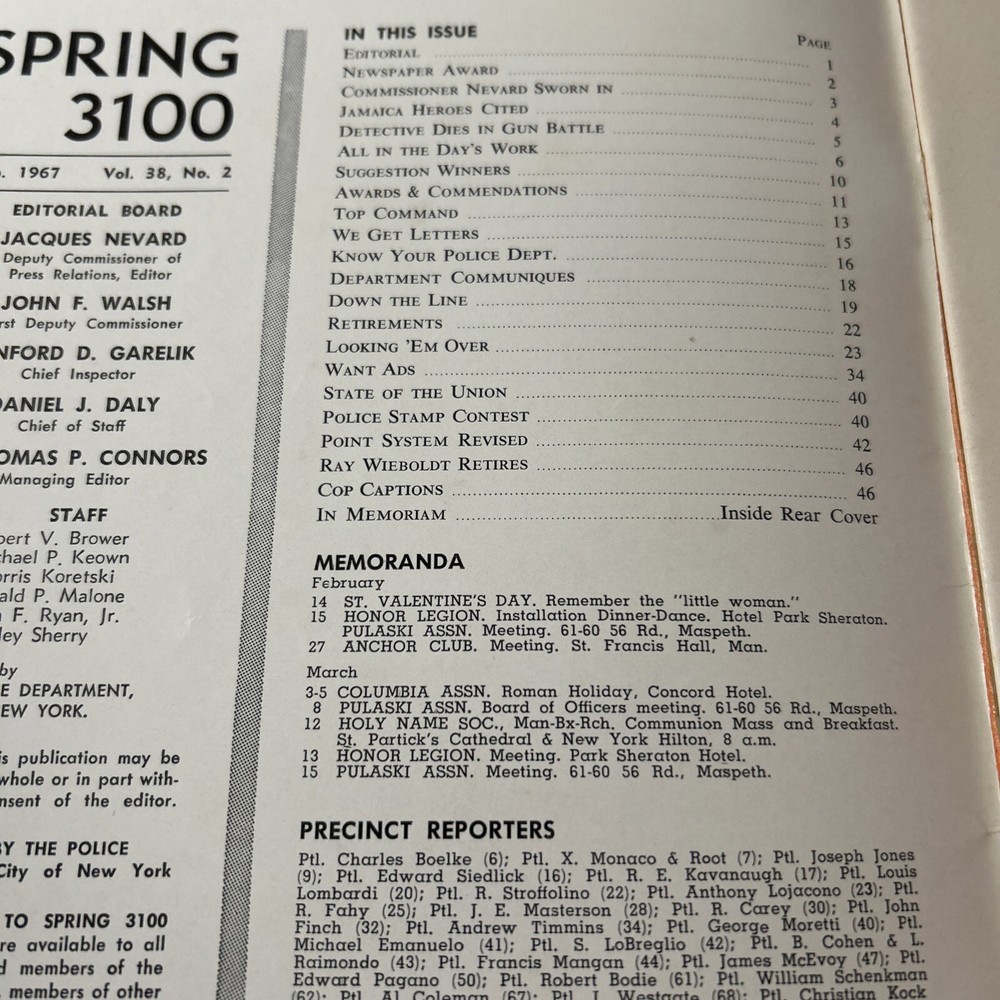 SPRING
3100
. 1967 Vol. 38, No. 2
EDITORIAL BOARD
JACQUES NEVARD
Deputy Commissioner of
Press Relations, Editor
JOHN F. WALSH
rst Deputy Commissioner
NFORD D. GARELIK
Chief Inspector
DANIEL J. DALY
Chief of Staff
OMAS P. CONNORS
Managing Editor
STAFF
bert V. Brower
chael P. Keown
orris Koretski
ald P. Malone
n F. Ryan, Jr.
ley Sherry
by
E DEPARTMENT,
EW YORK.
is publication may be
whole or in part with-
nsent of the editor.
BY THE POLICE
City of New York
TO SPRING 3100
re available to all
d members of the
members of other
IN THIS ISSUE
PAGE
EDITORIAL 1
NEWSPAPER AWARD 2
COMMISSIONER NEVARD SWORN IN 3
JAMAICA HEROES CITED 4
DETECTIVE DIES IN GUN BATTLE 5
ALL IN THE DAY'S WORK 6
SUGGESTION WINNERS 10
AWARDS & COMMENDATIONS 11
TOP COMMAND 13
WE GET LETTERS 15
KNOW YOUR POLICE DEPT. 16
DEPARTMENT COMMUNIQUES 18
DOWN THE LINE 19
RETIREMENTS 22
LOOKING 'EM OVER 23
WANT ADS 34
STATE OF THE UNION 40
POLICE STAMP CONTEST 40
POINT SYSTEM REVISED 42
RAY WIEBOLDT RETIRES 46
COP CAPTIONS 46
IN MEMORIAM Inside Rear Cover
MEMORANDA
February
14 ST. VALENTINE'S DAY. Remember the "little woman."
15 HONOR LEGION. Installation Dinner-Dance. Hotel Park Sheraton.
PULASKI ASSN. Meeting. 61-60 56 Rd., Maspeth.
27 ANCHOR CLUB. Meeting. St. Francis Hall, Man.
March
3-5 COLUMBIA ASSN. Roman Holiday, Concord Hotel.
8 PULASKI ASSN. Board of Officers meeting. 61-60 56 Rd., Maspeth.
12 HOLY NAME SOC., Man-Bx-Rch. Communion Mass and Breakfast.
St. Partick's Cathedral & New York Hilton, 8 a.m.
13 HONOR LEGION. Meeting. Park Sheraton Hotel.
15 PULASKI ASSN. Meeting. 61-60 56 Rd., Maspeth.
PRECINCT REPORTERS
Ptl. Charles Boelke (6); Ptl. X. Monaco & Root (7); Ptl. Joseph Jones
(9); Ptl. Edward Siedlick (16); Ptl. R. E. Kavanaugh (17); Ptl. Louis
Lombardi (20); Ptl. R. Stroffolino (22); Ptl. Anthony Lojacono (23); Ptl.
R. Fahy (25); Ptl. J. E. Masterson (28); Ptl. R. Carey (30); Ptl. John
Finch (32); Ptl. Andrew Timmins (34); Ptl. George Moretti (40); Ptl.
Michael Emanuelo (41); Ptl. S. LoBreglio (42); Ptl. B. Cohen & L.
Raimondo (43); Ptl. Francis Mangan (44); Ptl. James McEvoy (47); Ptl.
Edward Pagano (50); Ptl. Robert Bodie (61); Ptl. William Schenkman
(62); Ptl. Al Coleman (67); Ptl. J. Westgate (68); Ptl. Christian Kock